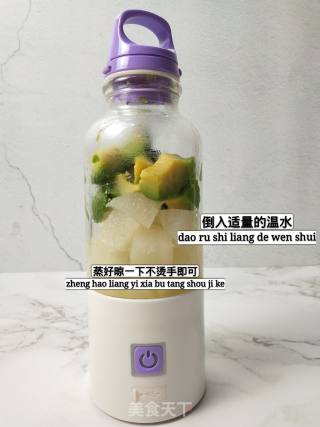 倒入适量的温水
dao ru shi liang de wen shui
蒸好晾一下不烫手即可
zheng hao liang yi xia bu tang shou ji ke
美食天下